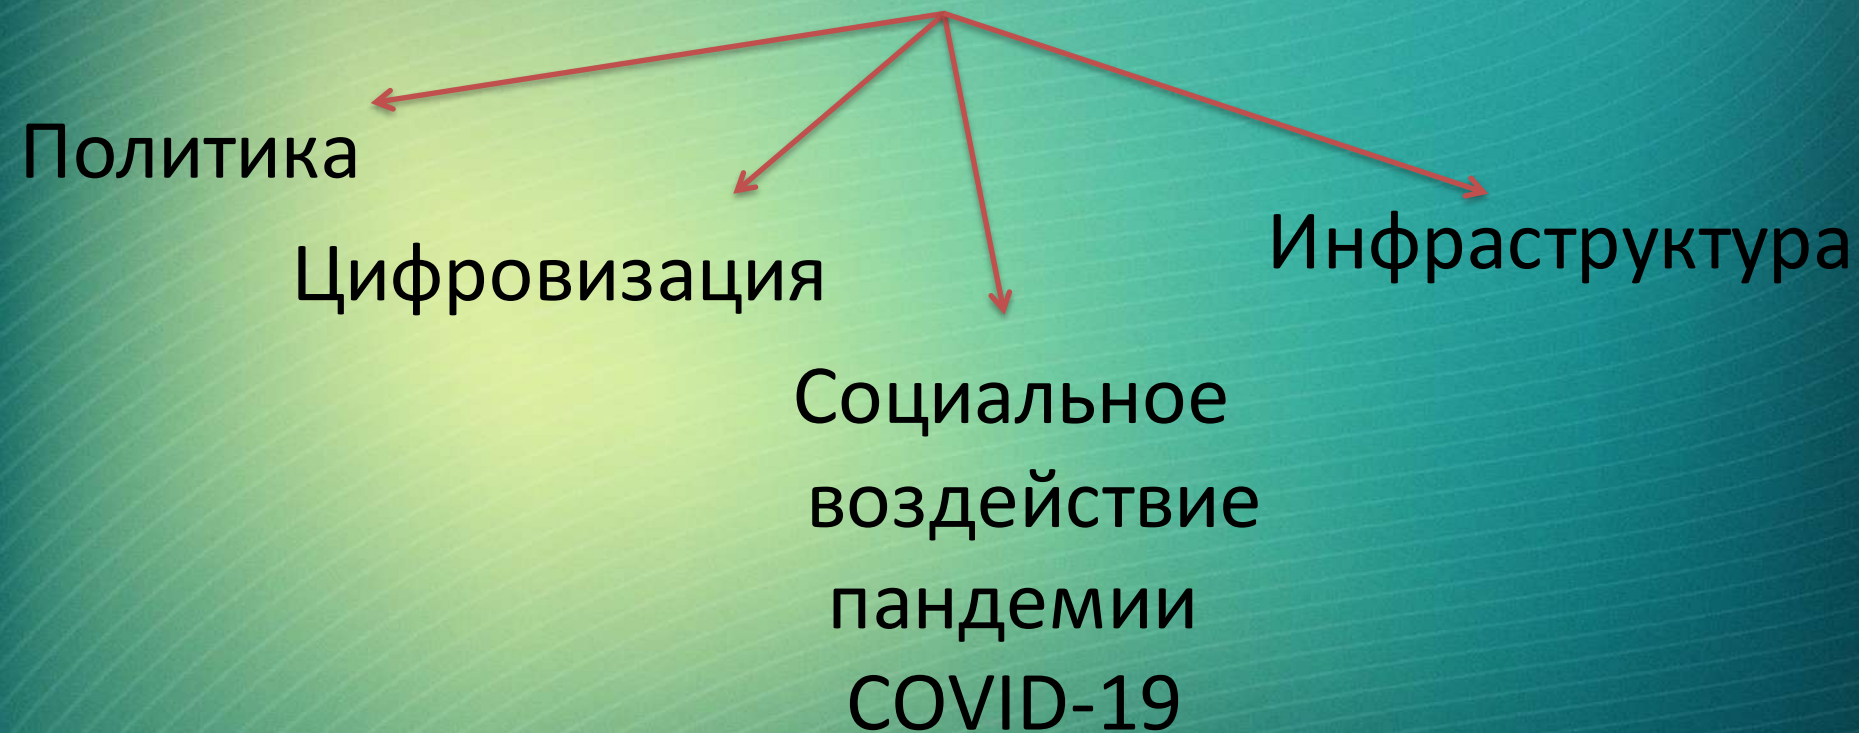 Политика
Цифровизация
Социальное
воздействие
пандемии
COVID-19
Инфраструктура